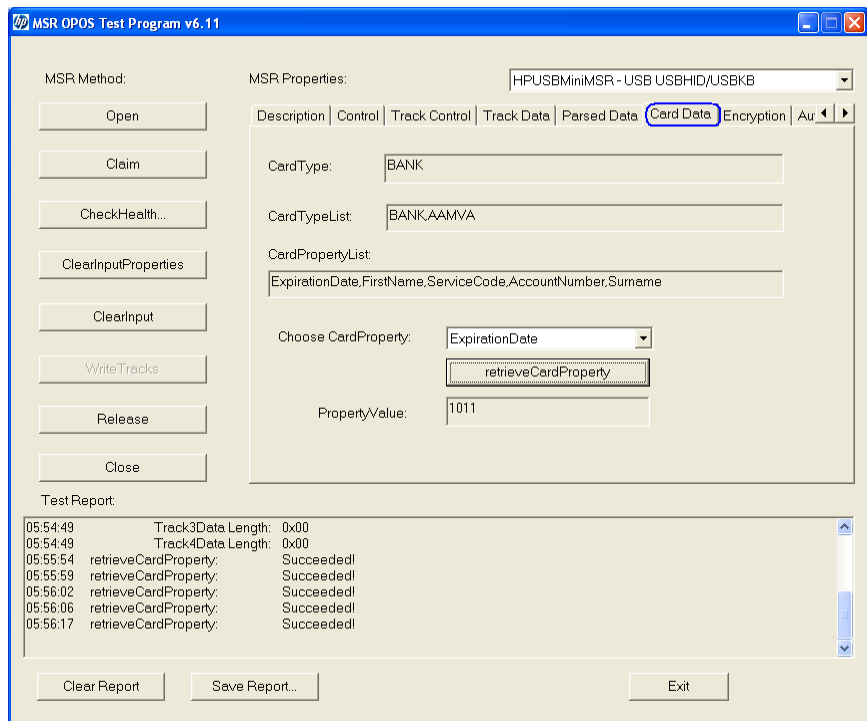 MSR OPOS Test Program v6.11
MSR Method:
MSR Properties:
HPUSBMiniMSR - USB USBHID/USBKB
Open
Claim
CheckHealth...
ClearInputProperties
ClearInput
WriteTracks
Release
Close
Description Control Track Control Track Data Parsed Data Card Data Encryption Au
CardType: BANK
CardTypeList: BANK,AAMVA
CardPropertyList:
ExpirationDate,FirstName,ServiceCode,AccountNumber,Surname
Choose CardProperty: ExpirationDate
retrieveCardProperty
PropertyValue: 1011
Test Report:
05:54:49 Track3Data Length: 0x00
05:54:49 Track4Data Length: 0x00
05:55:54 retrieveCardProperty: Succeeded!
05:55:59 retrieveCardProperty: Succeeded!
05:56:02 retrieveCardProperty: Succeeded!
05:56:06 retrieveCardProperty: Succeeded!
05:56:17 retrieveCardProperty: Succeeded!
Clear Report
Save Report...
Exit